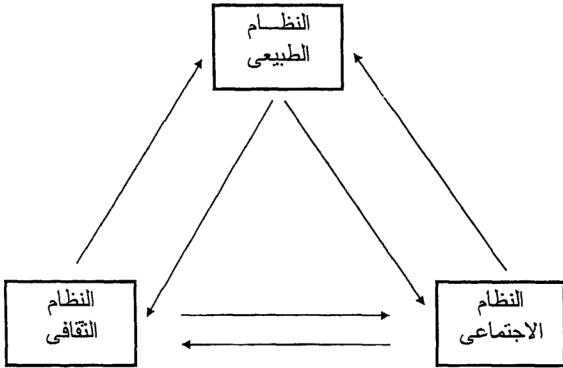 النظـــام
الطبيعى
النظام
الاجتماعى
النظام
الثقافى